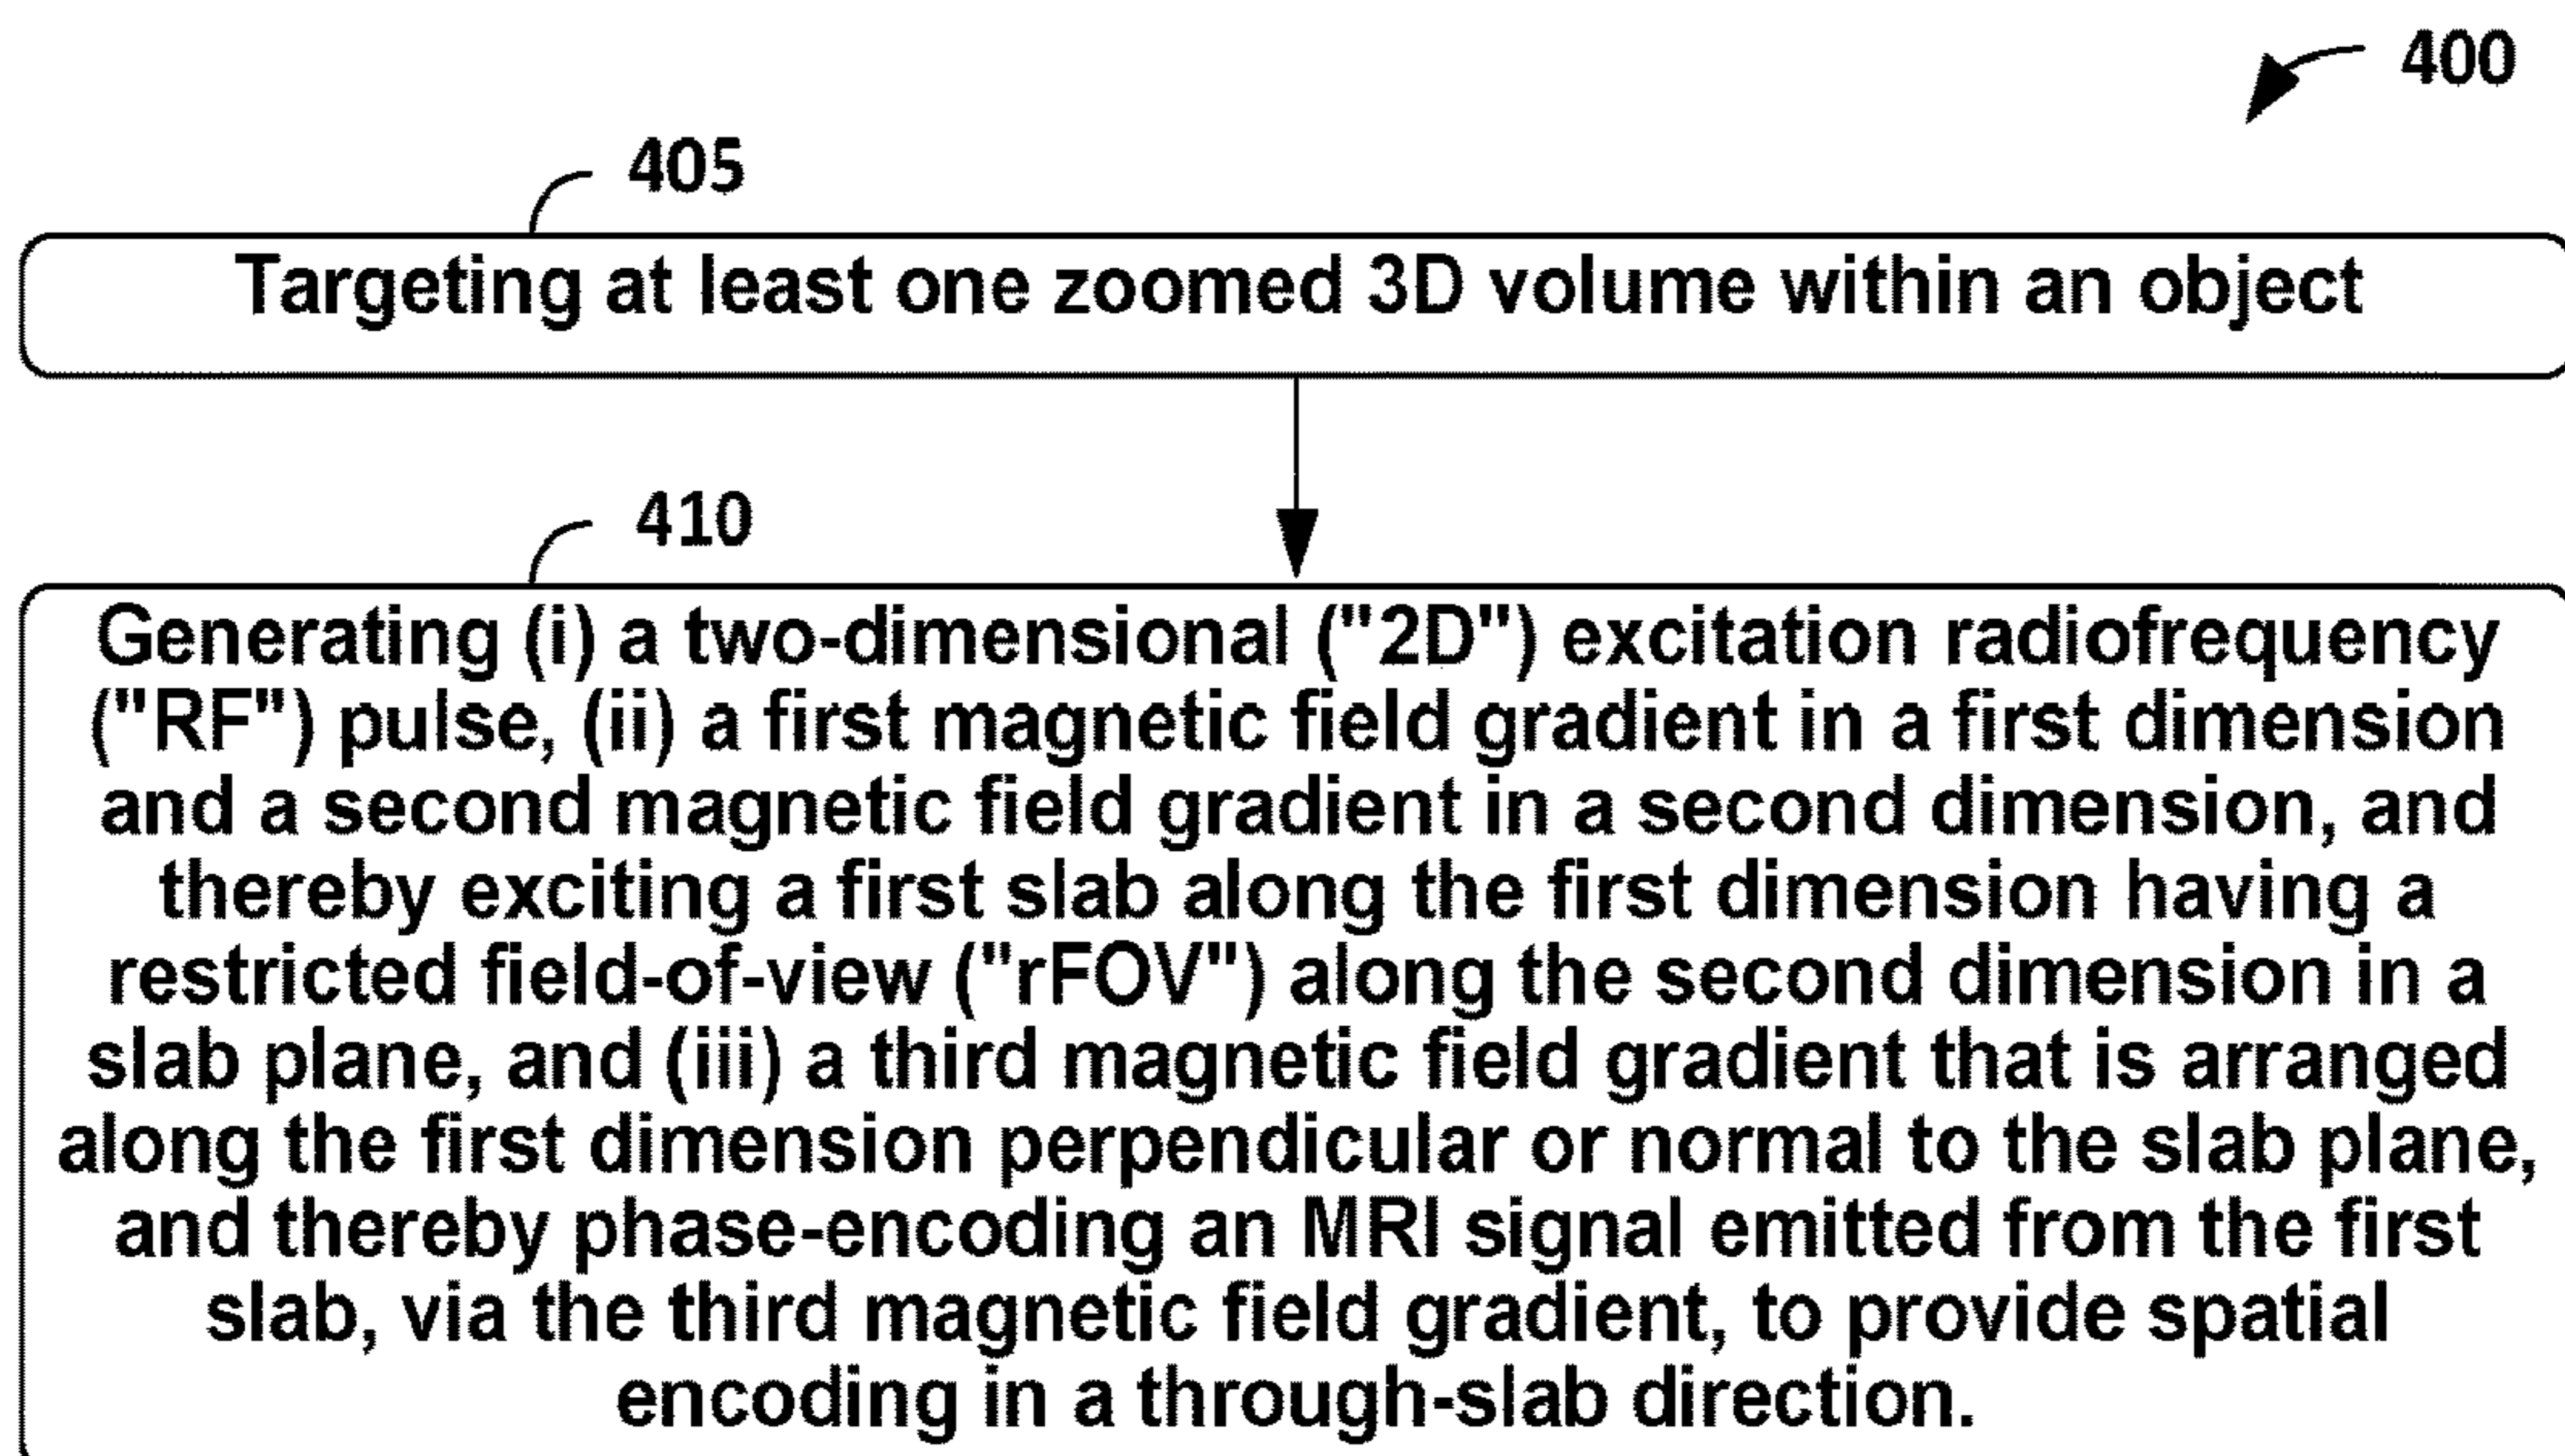 400
405
Targeting at least one zoomed 3D volume within an object
410
Generating (i) a two-dimensional ("2D") excitation radiofrequency
("RF") pulse, (ii) a first magnetic field gradient in a first dimension
and a second magnetic field gradient in a second dimension, and
thereby exciting a first slab along the first dimension having a
restricted field-of-view ("rFOV") along the second dimension in a
slab plane, and (iii) a third magnetic field gradient that is arranged
along the first dimension perpendicular or normal to the slab plane,
and thereby phase-encoding an MRI signal emitted from the first
slab, via the third magnetic field gradient, to provide spatial
encoding in a through-slab direction.